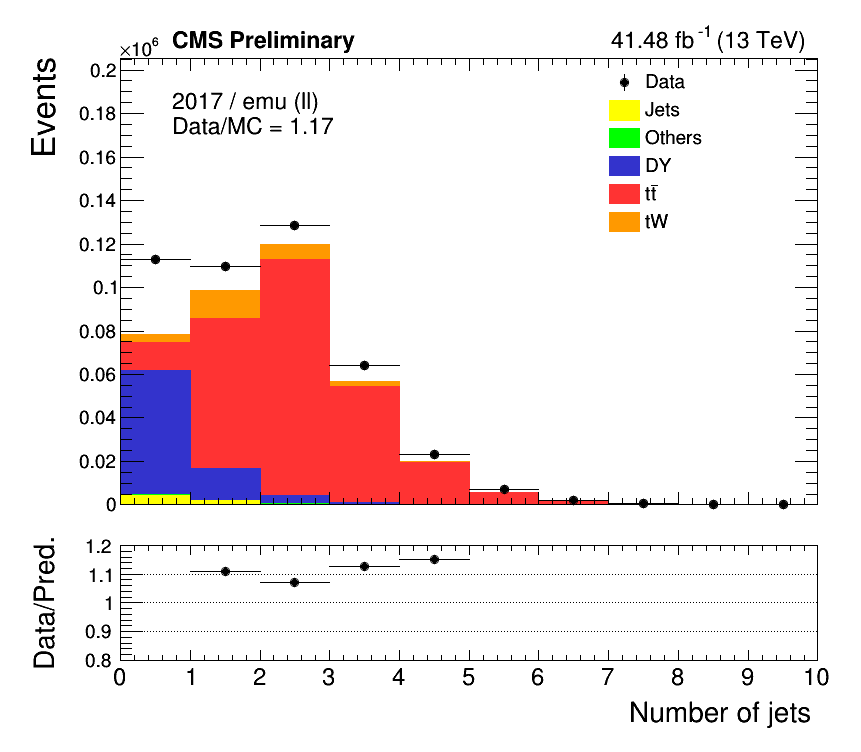 ×10⁶ CMS Preliminary 41.48 fb⁻¹ (13 TeV)
Events
2017 / emu (ll)
Data/MC = 1.17
Data
Jets
Others
DY
tt̄
tW
0.2
0.18
0.16
0.14
0.12
0.1
0.08
0.06
0.04
0.02
0
Data/Pred.
1.2
1.1
1
0.9
0.8
0 1 2 3 4 5 6 7 8 9 10
Number of jets